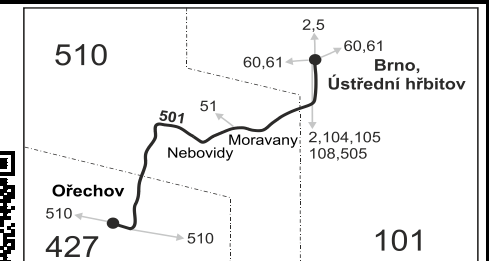 2,5
510
60,61
60,61
Brno,
Ústřední hřbitov
51
501
Moravany
2,104,105
108,505
Nebovidy
Ořechov
510
510
427
101